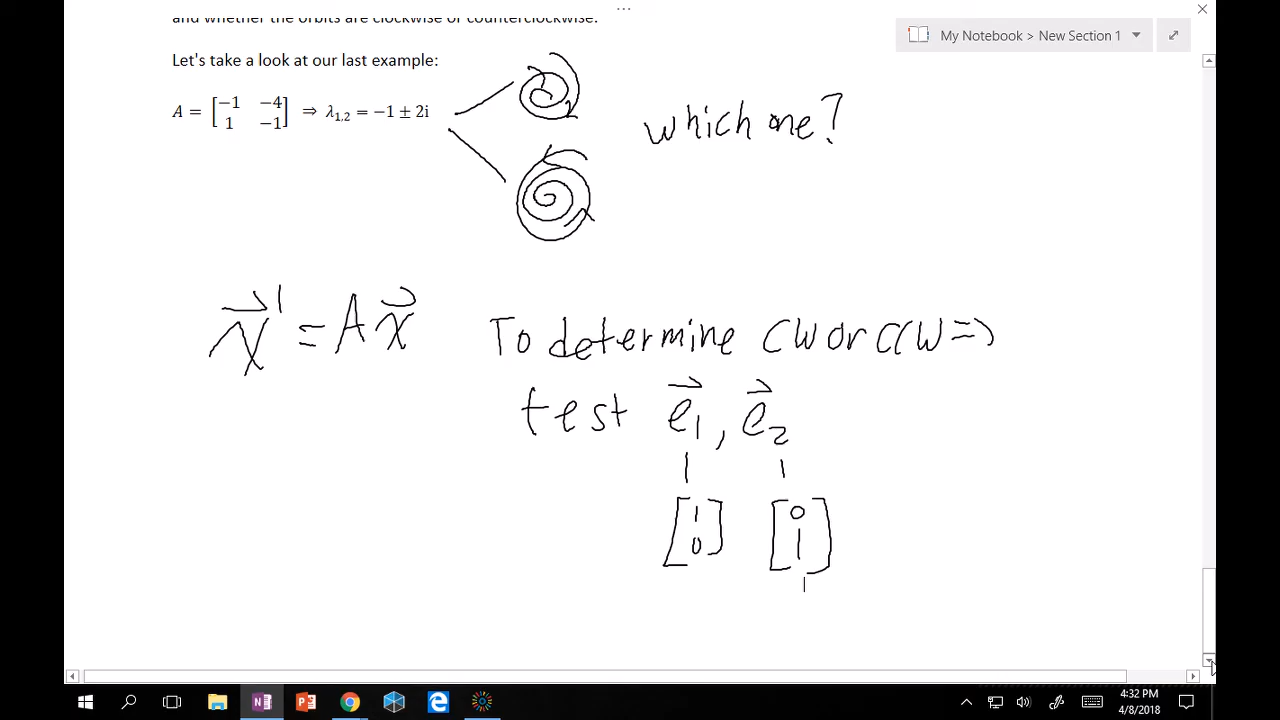 and whether the orbits are clockwise or counterclockwise.
My Notebook > New Section 1
Let's take a look at our last example:
A = [−1 −4
1 −1] ⇒ λ1,2 = −1 ± 2i
which one?
x⃗' = Ax⃗
To determine CW or CCW =>
test e⃗1, e⃗2
[1
0] [0
1]
4:32 PM
4/8/2018